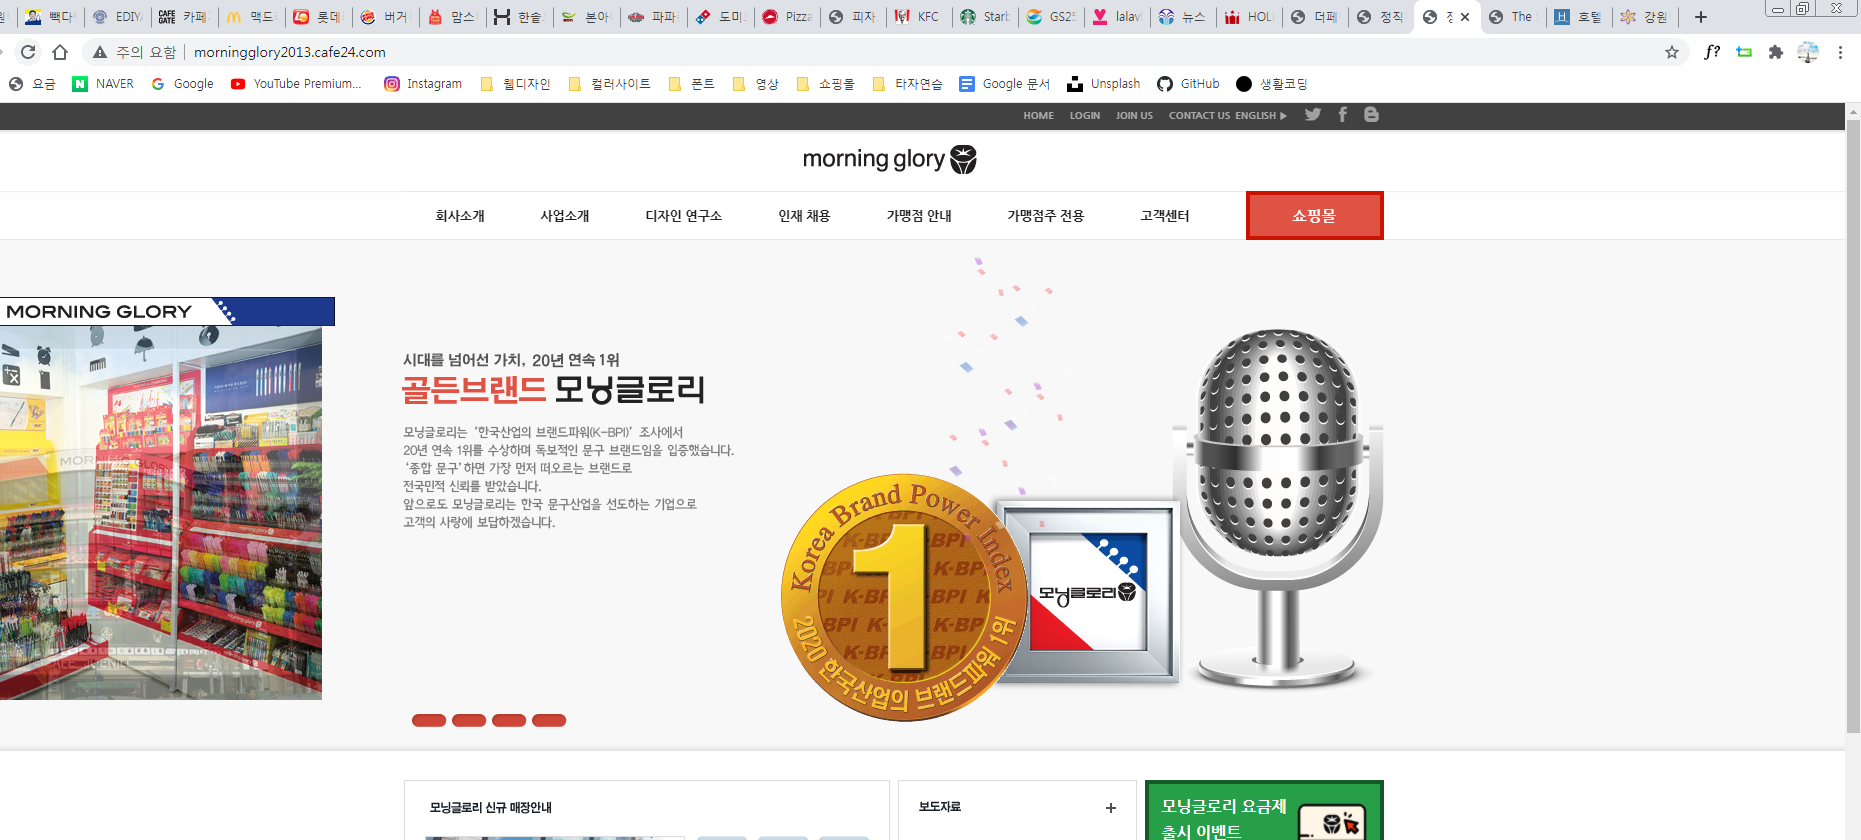 빽다
EDIY
CAFE GATE 카페
맥드
롯데
버거
맘스
한솥
본아
파파
도미
Pizza
피자
KFC
Starb
GS25
lalav
뉴스
HOLL
더페
정직
The
호텔
강원
주의 요함 | morningglory2013.cafe24.com
요금
NAVER
Google
YouTube Premium...
Instagram
웹디자인
컬러사이트
폰트
영상
쇼핑몰
타자연습
Google 문서
Unsplash
GitHub
생활코딩
HOME LOGIN JOIN US CONTACT US ENGLISH ▶
morning glory
회사소개 사업소개 디자인 연구소 인재 채용 가맹점 안내 가맹점주 전용 고객센터 쇼핑몰
MORNING GLORY
시대를 넘어선 가치, 20년 연속 1위
골든브랜드 모닝글로리
모닝글로리는 '한국산업의 브랜드파워(K-BPI)' 조사에서
20년 연속 1위를 수상하며 독보적인 문구 브랜드임을 입증했습니다.
'종합 문구' 하면 가장 먼저 떠오르는 브랜드로
전국민적 신뢰를 받았습니다.
앞으로도 모닝글로리는 한국 문구산업을 선도하는 기업으로
고객의 사랑에 보답하겠습니다.
Korea Brand Power Index
K-BPI
1
2020 한국산업의 브랜드파워 1위
모닝글로리
모닝글로리 신규 매장안내
보도자료 +
모닝글로리 요금제
출시 이벤트